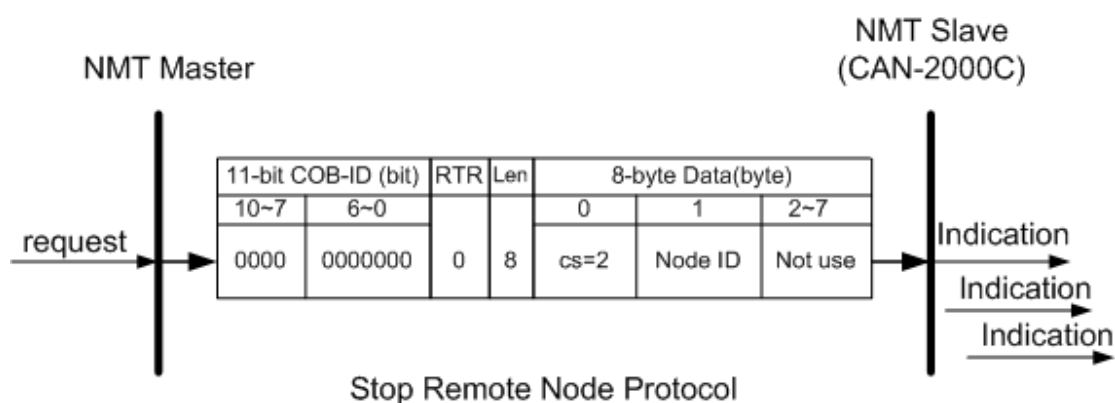 NMT Slave
(CAN-2000C)
NMT Master
11-bit COB-ID (bit) RTR Len 8-byte Data(byte)
10~7 6~0 0 1 2~7
request 0000 0000000 0 8 cs=2 Node ID Not use Indication
Indication
Indication
Stop Remote Node Protocol